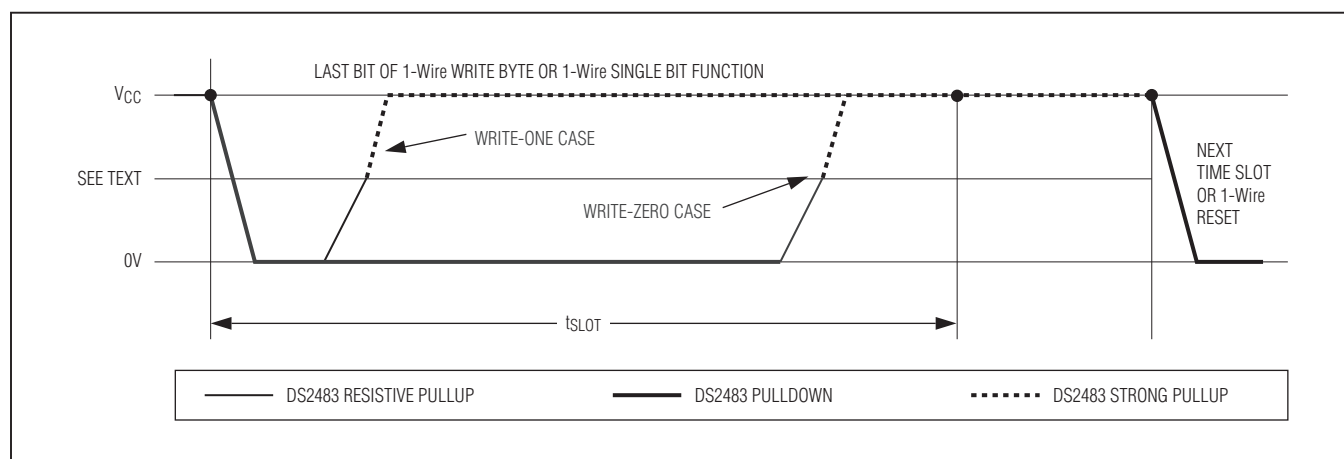 LAST BIT OF 1-Wire WRITE BYTE OR 1-Wire SINGLE BIT FUNCTION
VCC
WRITE-ONE CASE
NEXT
TIME SLOT
OR 1-Wire
RESET
SEE TEXT
WRITE-ZERO CASE
0V
tSLOT
DS2483 RESISTIVE PULLUP
DS2483 PULLDOWN
DS2483 STRONG PULLUP